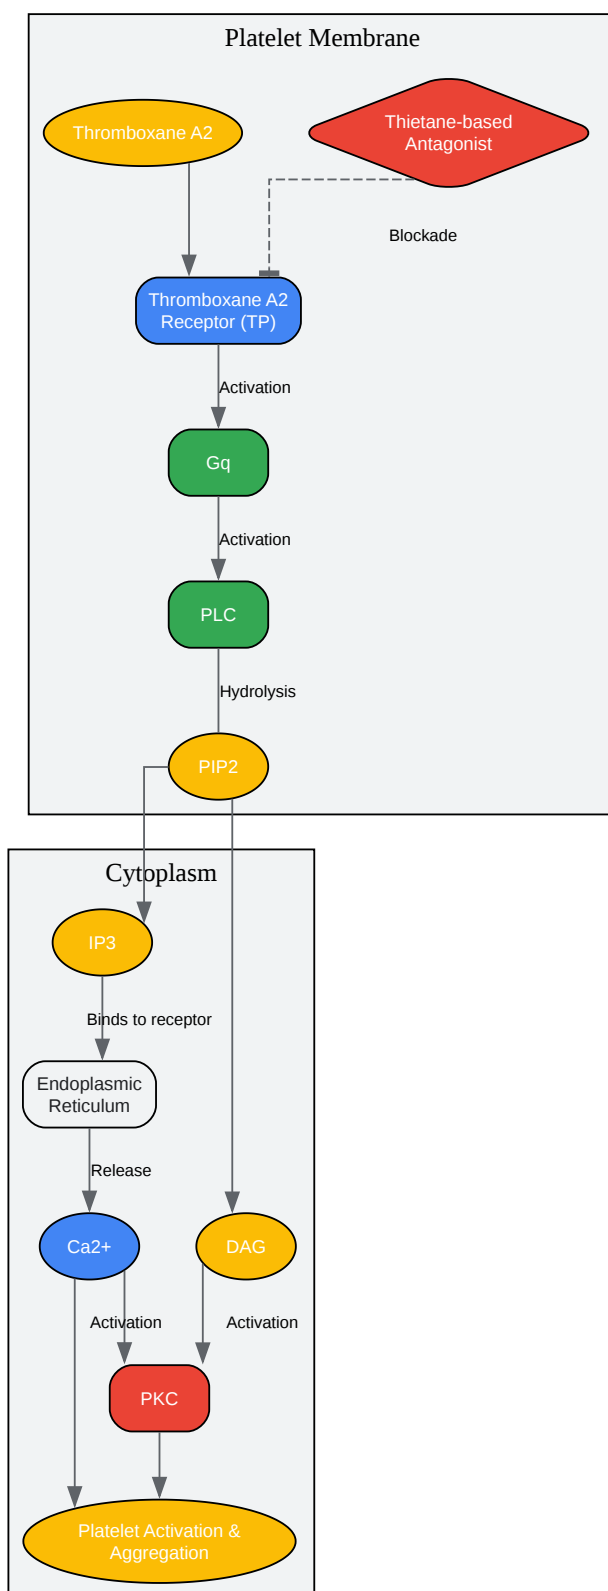 Platelet Membrane
Thromboxane A2
Thietane-based
Antagonist
Blockade
Thromboxane A2
Receptor (TP)
Activation
Gq
Activation
PLC
Hydrolysis
PIP2
Cytoplasm
IP3
Binds to receptor
Endoplasmic
Reticulum
Release
Ca2+
DAG
Activation
Activation
PKC
Platelet Activation &
Aggregation